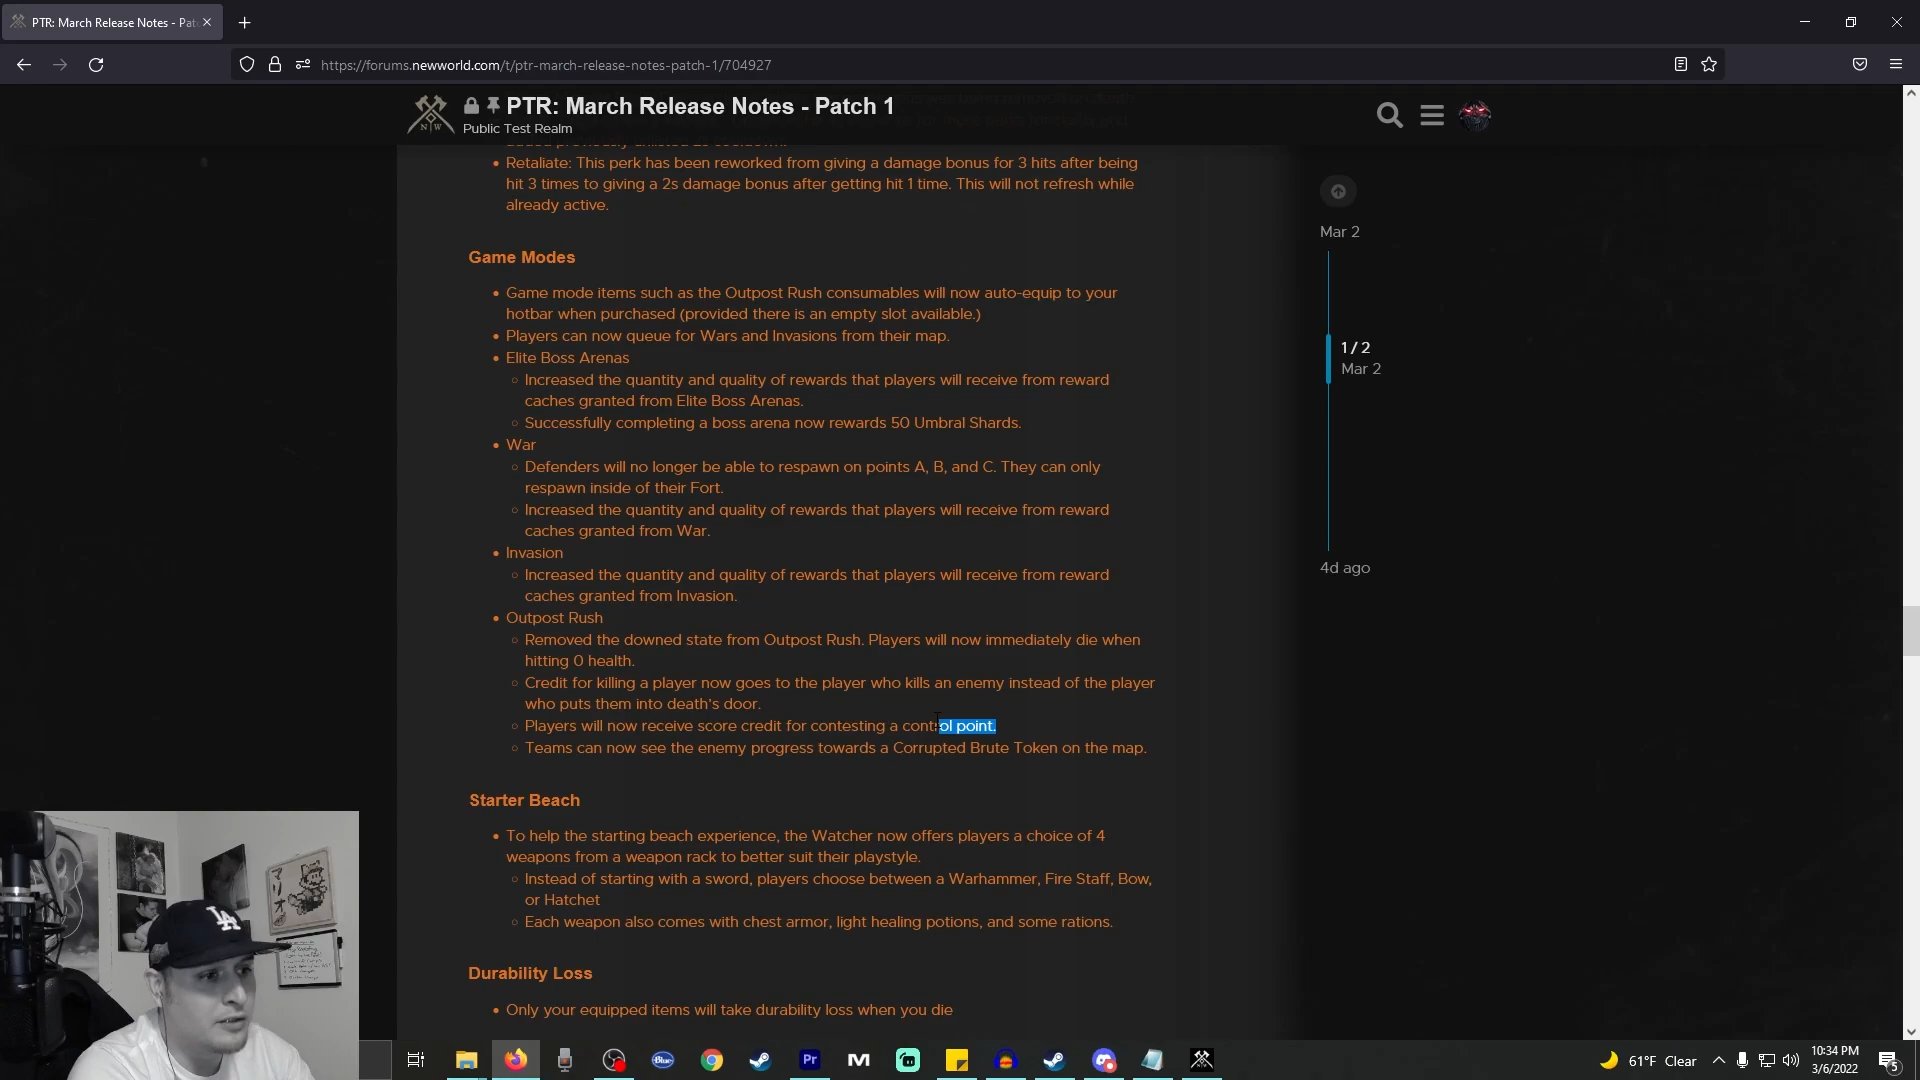 PTR: March Release Notes - Pat
https://forums.newworld.com/t/ptr-march-release-notes-patch-1/704927
PTR: March Release Notes - Patch 1
Public Test Realm
• Retaliate: This perk has been reworked from giving a damage bonus for 3 hits after being
hit 3 times to giving a 2s damage bonus after getting hit 1 time. This will not refresh while
already active.
Game Modes
• Game mode items such as the Outpost Rush consumables will now auto-equip to your
hotbar when purchased (provided there is an empty slot available.)
• Players can now queue for Wars and Invasions from their map.
• Elite Boss Arenas
○ Increased the quantity and quality of rewards that players will receive from reward
caches granted from Elite Boss Arenas.
○ Successfully completing a boss arena now rewards 50 Umbral Shards.
• War
○ Defenders will no longer be able to respawn on points A, B, and C. They can only
respawn inside of their Fort.
○ Increased the quantity and quality of rewards that players will receive from reward
caches granted from War.
• Invasion
○ Increased the quantity and quality of rewards that players will receive from reward
caches granted from Invasion.
• Outpost Rush
○ Removed the downed state from Outpost Rush. Players will now immediately die when
hitting 0 health.
○ Credit for killing a player now goes to the player who kills an enemy instead of the player
who puts them into death's door.
○ Players will now receive score credit for contesting a control point.
○ Teams can now see the enemy progress towards a Corrupted Brute Token on the map.
Starter Beach
• To help the starting beach experience, the Watcher now offers players a choice of 4
weapons from a weapon rack to better suit their playstyle.
○ Instead of starting with a sword, players choose between a Warhammer, Fire Staff, Bow,
or Hatchet
○ Each weapon also comes with chest armor, light healing potions, and some rations.
Durability Loss
• Only your equipped items will take durability loss when you die
Mar 2
1 / 2
Mar 2
4d ago
N W
LA
Blue
Pr
M
61°F Clear
10:34 PM
3/6/2022
5